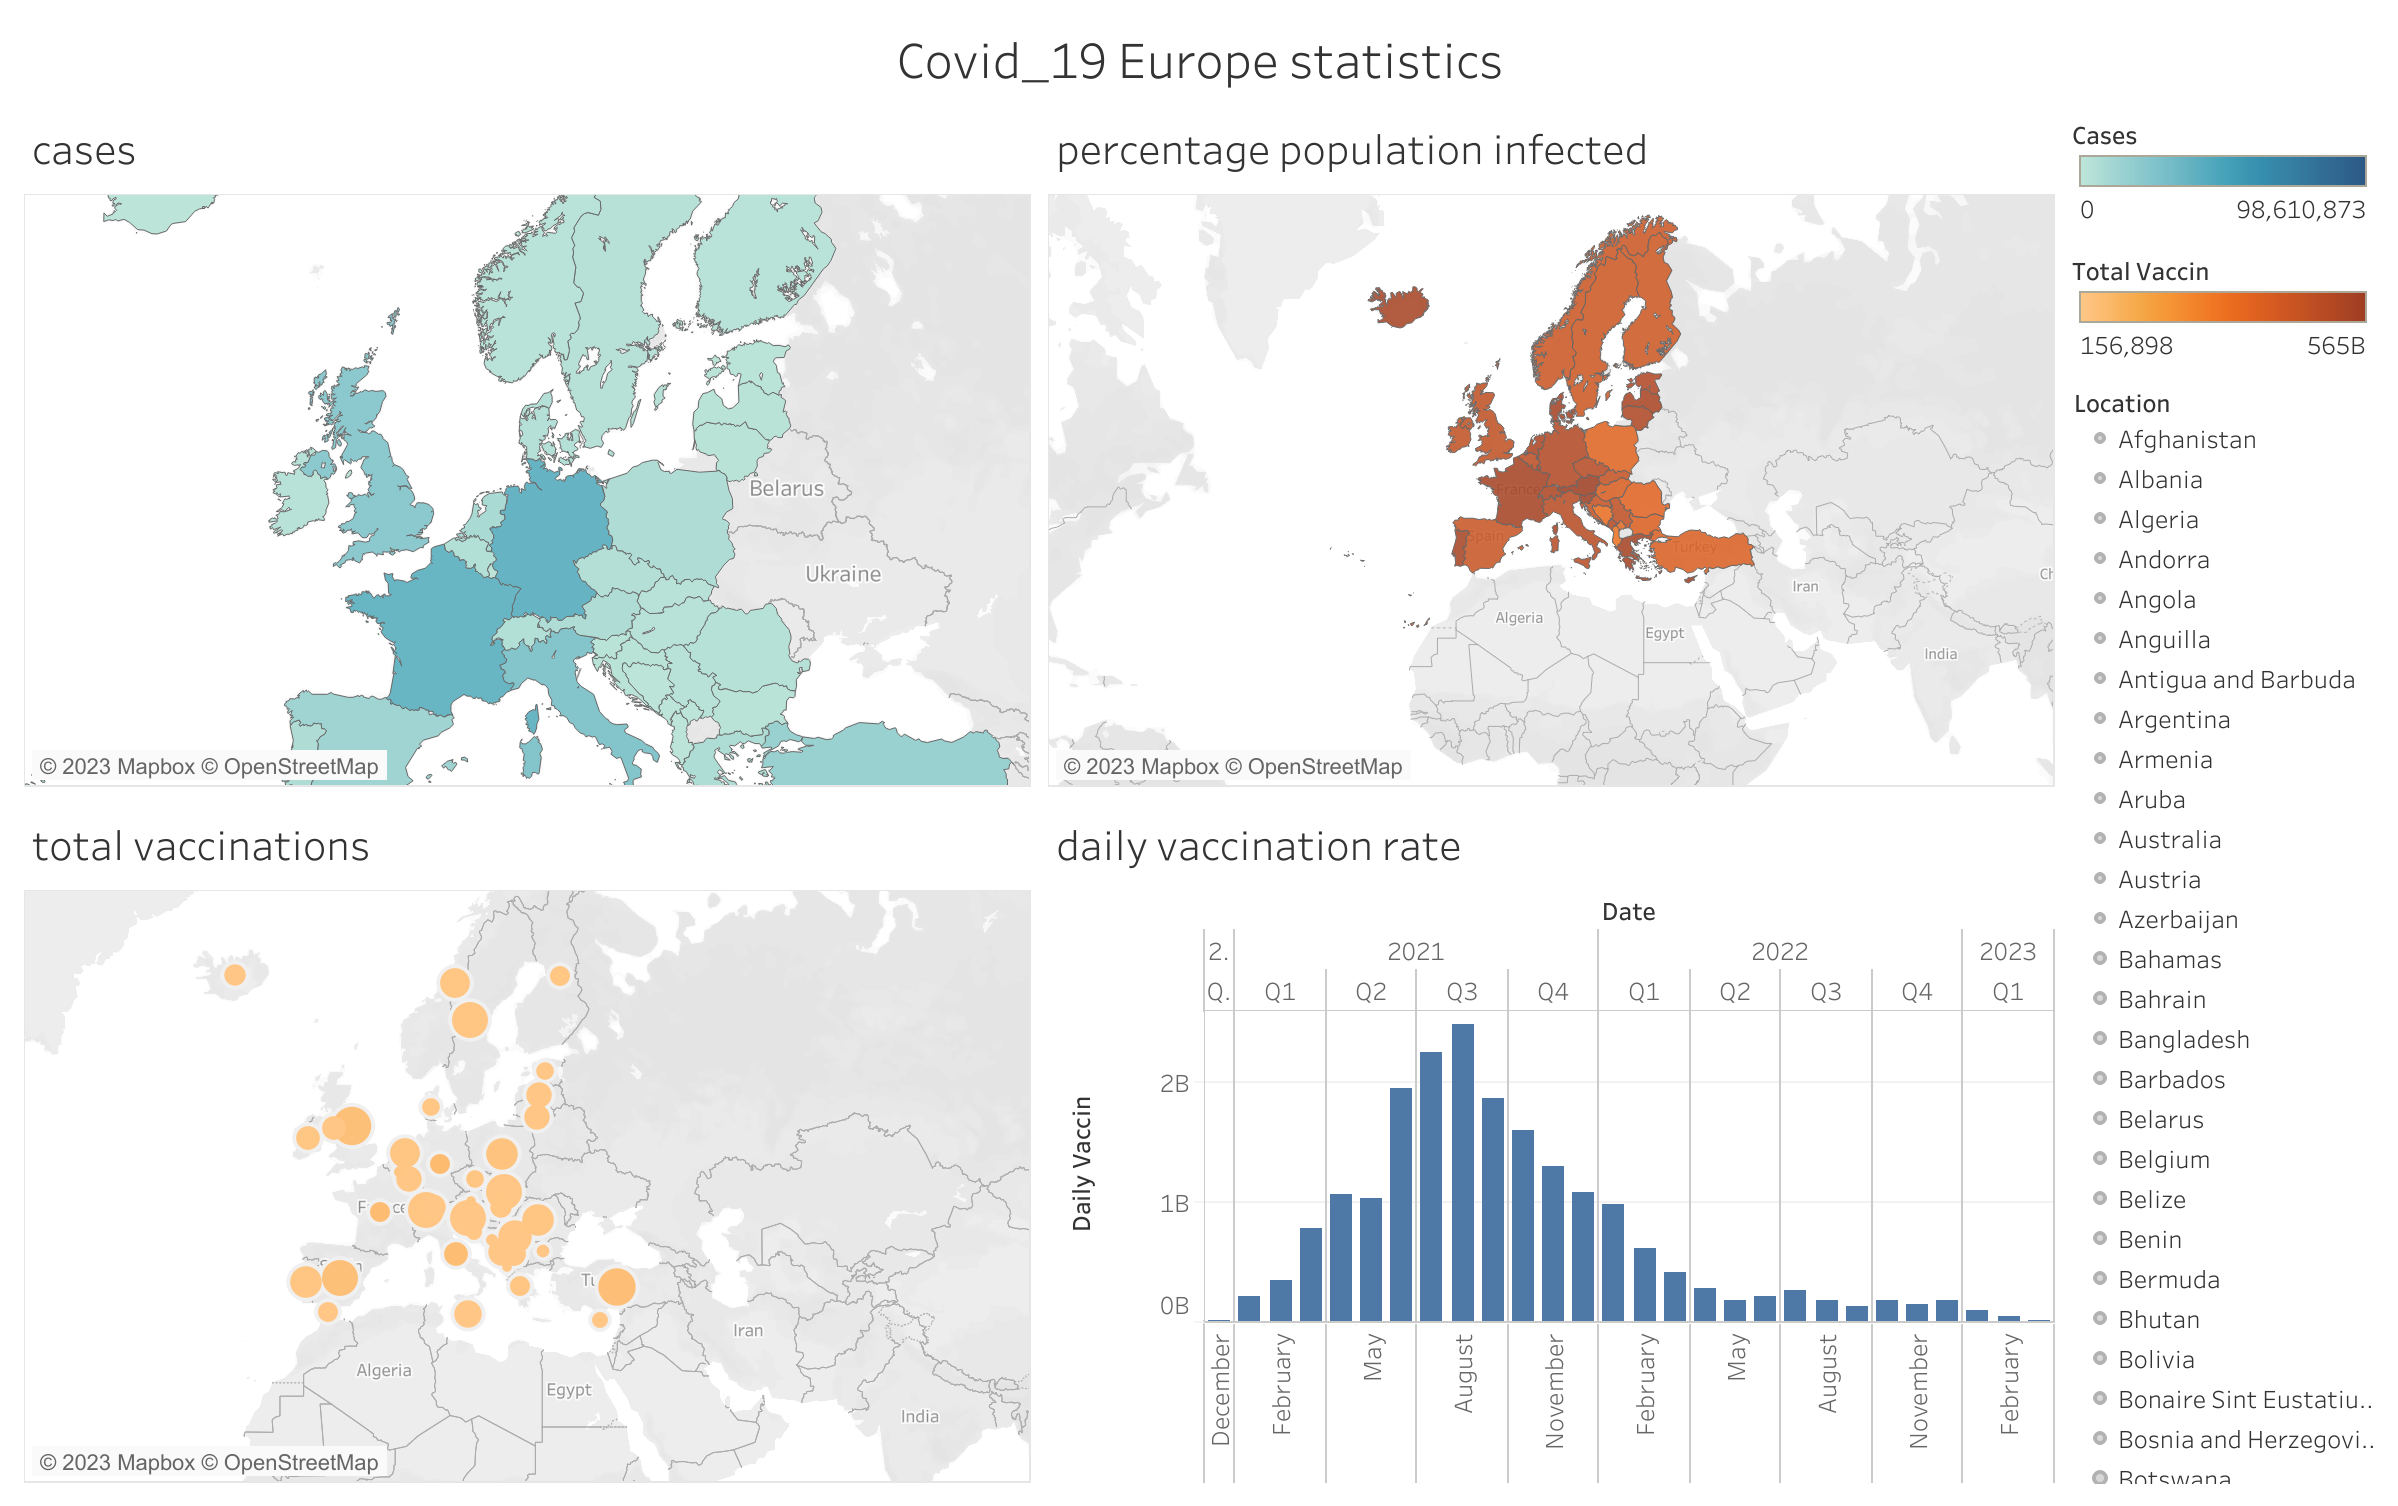 Covid_19 Europe statistics
cases
Belarus
Ukraine
© 2023 Mapbox © OpenStreetMap
percentage population infected
France
Spain
Turkey
Algeria
Egypt
Iran
India
Ch
© 2023 Mapbox © OpenStreetMap
total vaccinations
Algeria
Egypt
Iran
India
© 2023 Mapbox © OpenStreetMap
daily vaccination rate
Date
2. 2021 2022 2023
Q. Q1 Q2 Q3 Q4 Q1 Q2 Q3 Q4 Q1
Daily Vaccin
2B
1B
0B
December February May August November February May August November February
Cases
0 98,610,873
Total Vaccin
156,898 565B
Location
Afghanistan
Albania
Algeria
Andorra
Angola
Anguilla
Antigua and Barbuda
Argentina
Armenia
Aruba
Australia
Austria
Azerbaijan
Bahamas
Bahrain
Bangladesh
Barbados
Belarus
Belgium
Belize
Benin
Bermuda
Bhutan
Bolivia
Bonaire Sint Eustatiu..
Bosnia and Herzegovi..
Botswana